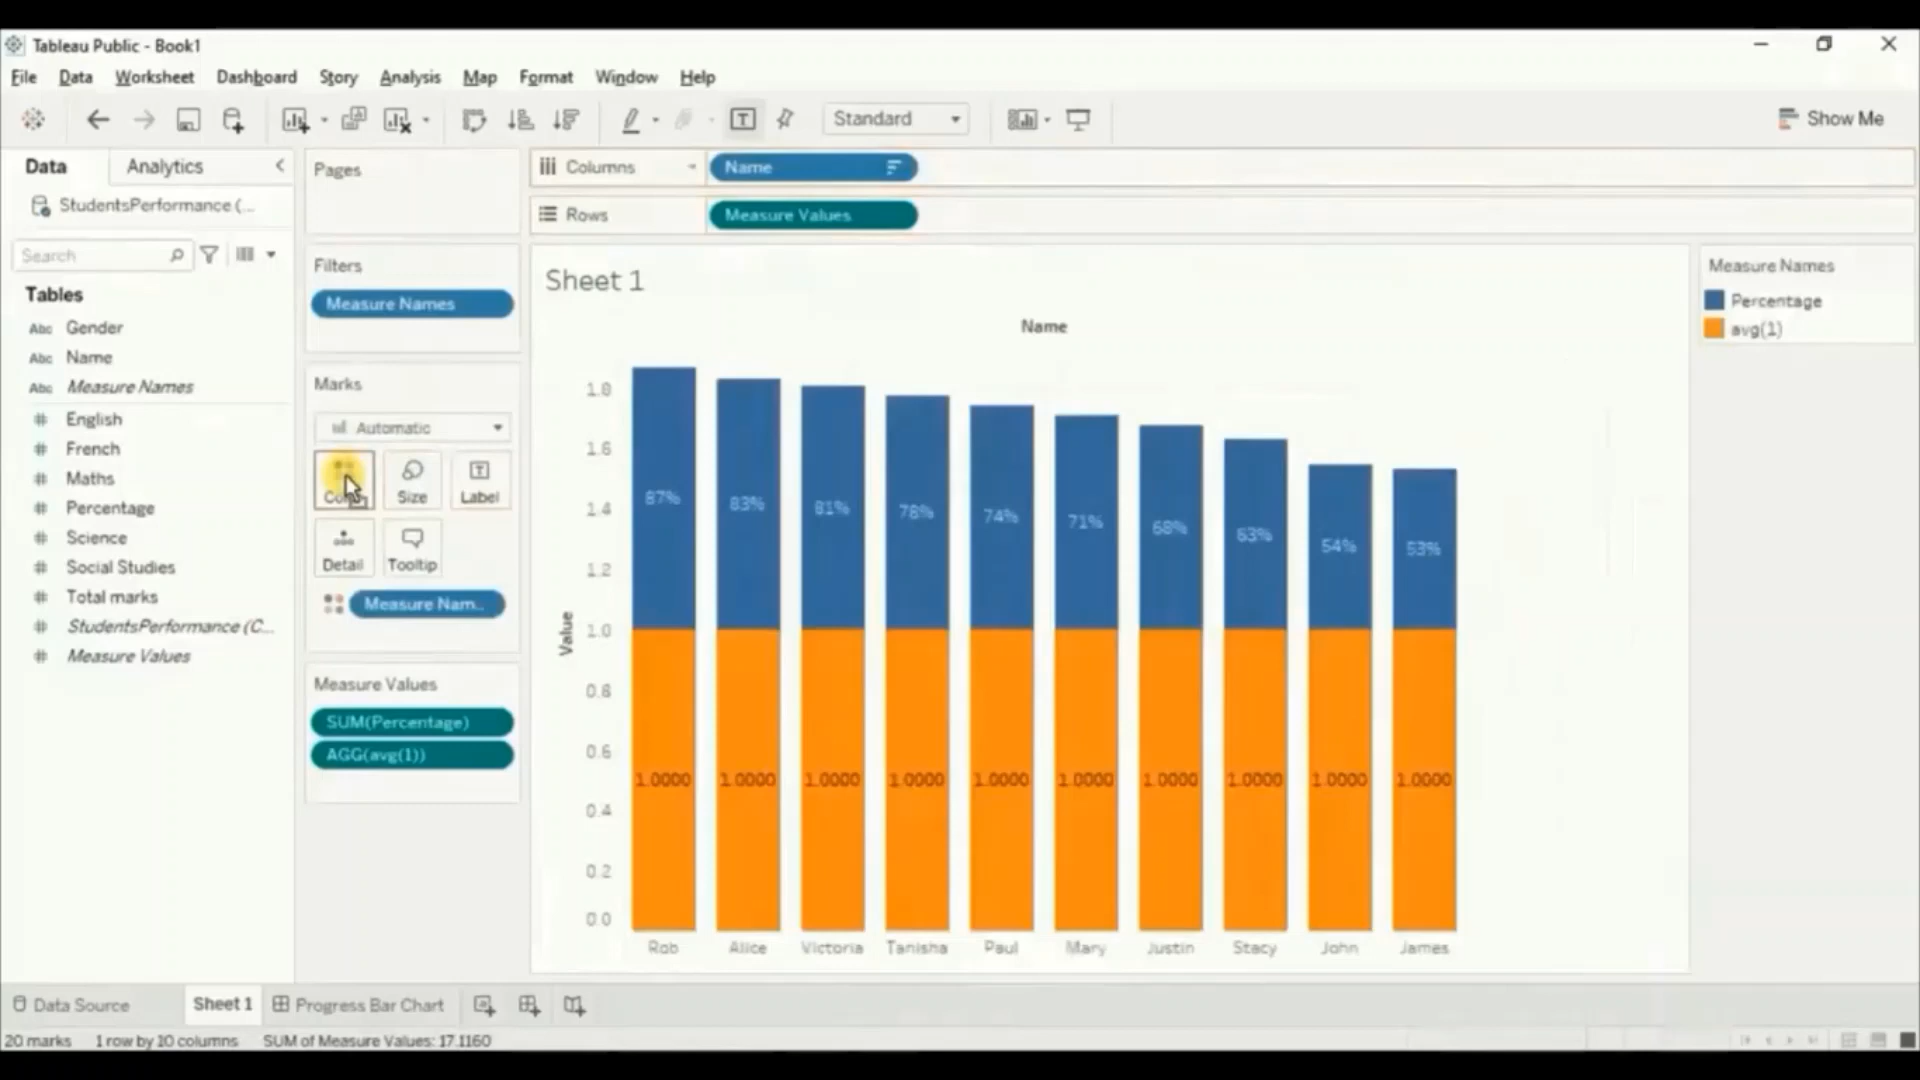 Tableau Public - Book1
File Data Worksheet Dashboard Story Analysis Map Format Window Help
Standard
Show Me
Data Analytics
StudentsPerformance (...
Search
Tables
Abc Gender
Abc Name
Abc Measure Names
# English
# French
# Maths
# Percentage
# Science
# Social Studies
# Total marks
# StudentsPerformance (C...
# Measure Values
Pages
Filters
Measure Names
Marks
Automatic
Size Label
Detail Tooltip
Measure Nam..
Measure Values
SUM(Percentage)
AGG(avg(1))
Columns Name
Rows Measure Values
Sheet 1
Name
Value
1.8
1.6
1.4
1.2
1.0
0.8
0.6
0.4
0.2
0.0
87% 83% 81% 78% 74% 71% 68% 63% 54% 53%
1.0000 1.0000 1.0000 1.0000 1.0000 1.0000 1.0000 1.0000 1.0000 1.0000
Rob Alice Victoria Tanisha Paul Mary Justin Stacy John James
Measure Names
Percentage
avg(1)
Data Source Sheet 1 Progress Bar Chart
20 marks 1 row by 10 columns SUM of Measure Values: 17.1160